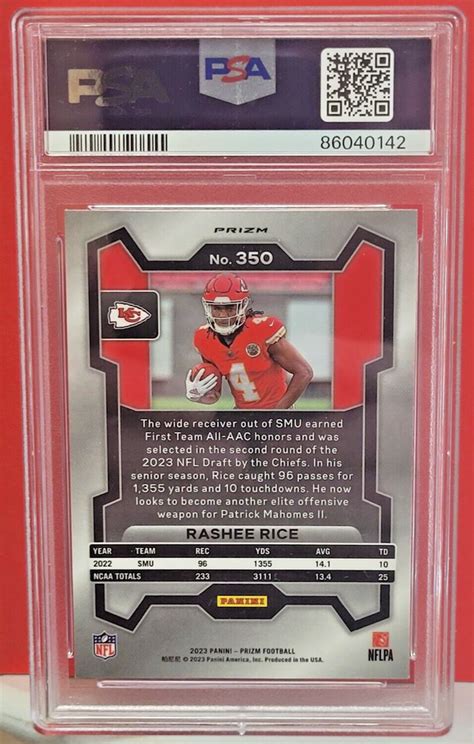 PSA
PSA
86040142
PRIZM
No. 350
KC
4
The wide receiver out of SMU earned
First Team All-AAC honors and was
selected in the second round of the
2023 NFL Draft by the Chiefs. In his
senior season, Rice caught 96 passes for
1,355 yards and 10 touchdowns. He now
looks to become another elite offensive
weapon for Patrick Mahomes II.
RASHEE RICE
YEAR TEAM REC YDS AVG TD
2022 SMU 96 1355 14.1 10
NCAA TOTALS 233 3111 13.4 25
PANINI
NFL
NFLPA
2023 PANINI – PRIZM FOOTBALL
© 2023 Panini America, Inc. Produced in the USA.